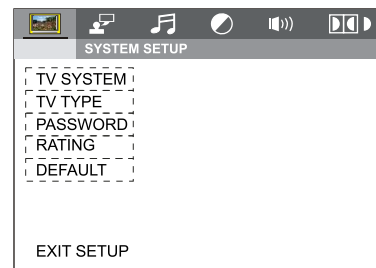 SYSTEM SETUP
TV SYSTEM
TV TYPE
PASSWORD
RATING
DEFAULT
EXIT SETUP